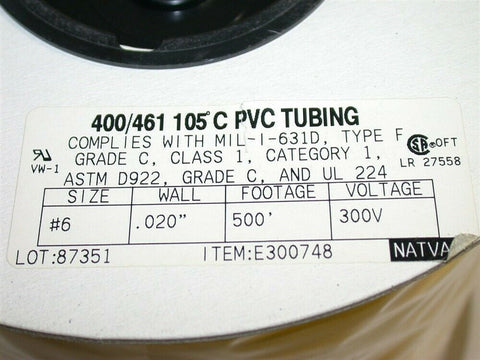 400/461 105°C PVC TUBING
COMPLIES WITH MIL-I-631D, TYPE F
GRADE C, CLASS 1, CATEGORY 1,
ASTM D922, GRADE C, AND UL 224
VW-1
OFT
LR 27558
SIZE WALL FOOTAGE VOLTAGE
#6 .020" 500' 300V
LOT:87351 ITEM:E300748